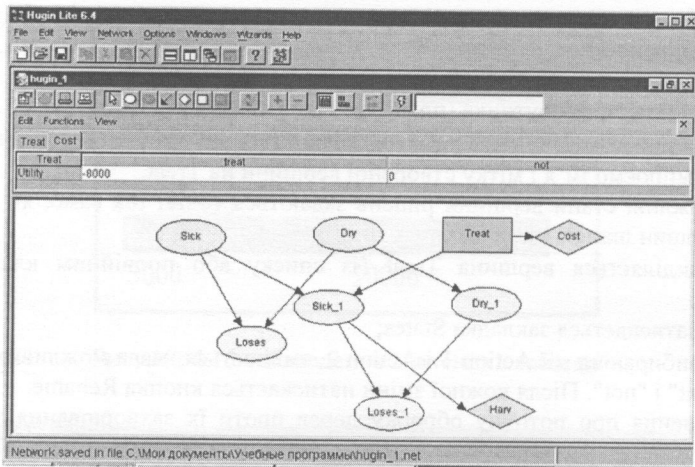 Hugin Lite 6.4
File Edit View Network Options Windows Wizards Help
hugin_1
Edit Functions View
Treat Cost
Treat treat not
Utility -8000 0
Sick Dry Treat Cost
Sick_1 Dry_1
Loses
Loses_1 Harv
Network saved in file C:\Мои документы\Учебные программы\hugin_1.net